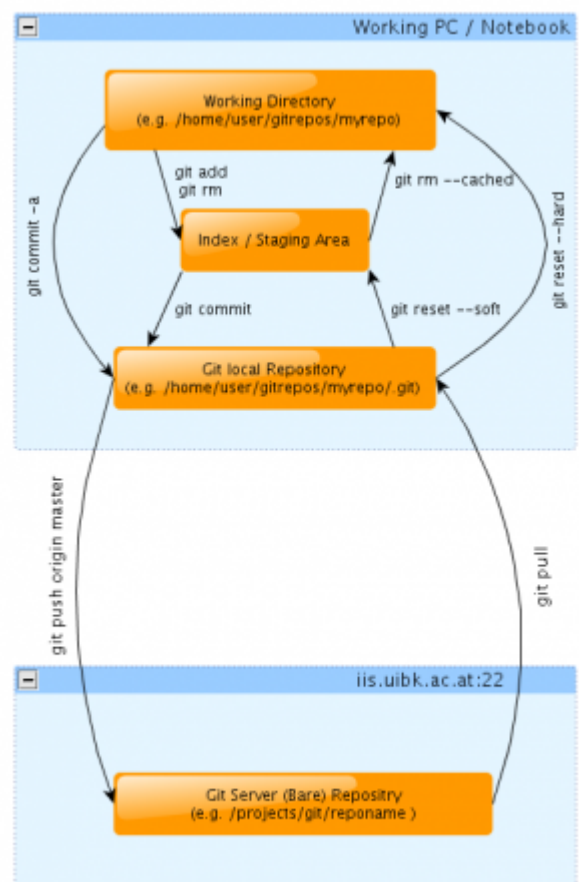 Working PC / Notebook
Working Directory
(e.g. /home/user/gitrepos/myrepo)
git add
git rm
git rm --cached
git commit -a
git reset --hard
Index / Staging Area
git commit
git reset --soft
Git local Repository
(e.g. /home/user/gitrepos/myrepo/.git)
git push origin master
git pull
iis.uibk.ac.at:22
Git Server (Bare) Repositry
(e.g. /projects/git/reponame )